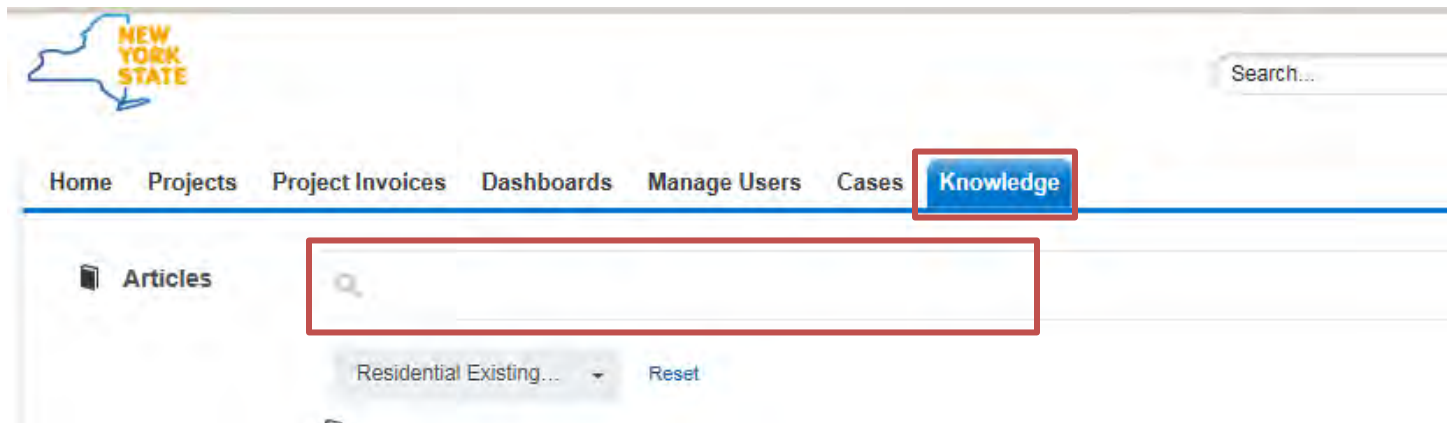 NEW
YORK
STATE
Search...
Home Projects Project Invoices Dashboards Manage Users Cases Knowledge
Articles
Residential Existing... Reset